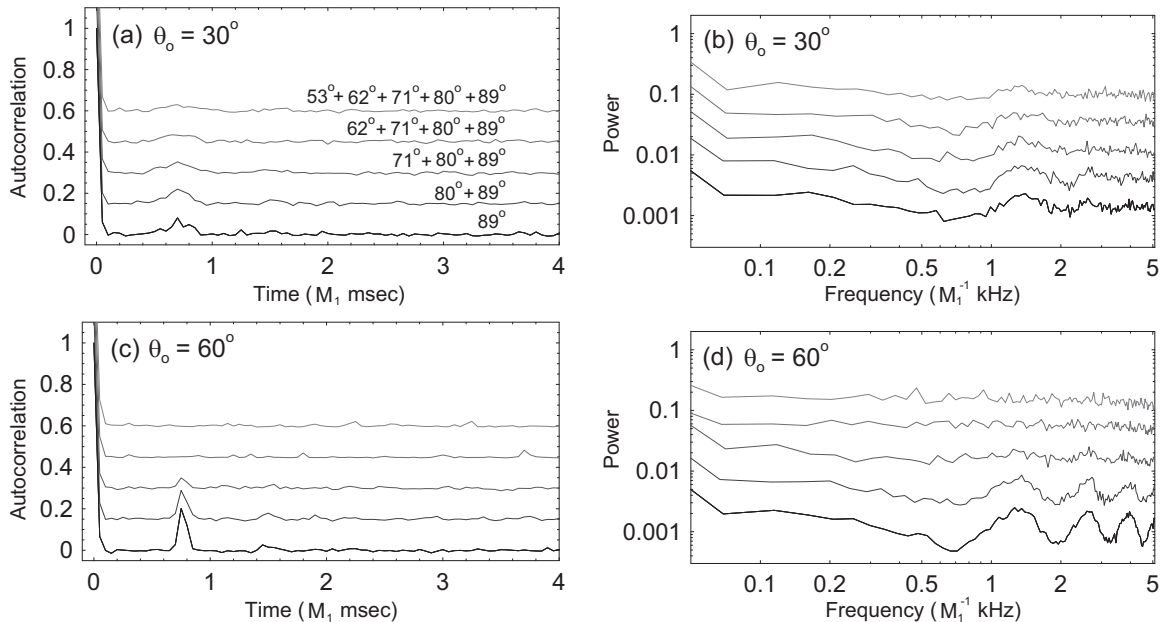 (a) θo = 30°
Autocorrelation
1
0.8
0.6
0.4
0.2
0
53°+ 62°+ 71°+ 80°+ 89°
62°+ 71°+ 80°+ 89°
71°+ 80°+ 89°
80°+ 89°
89°
0 1 2 3 4
Time (M1 msec)
(b) θo = 30°
Power
1
0.1
0.01
0.001
0.1 0.2 0.5 1 2 5
Frequency (M1^-1 kHz)
(c) θo = 60°
Autocorrelation
1
0.8
0.6
0.4
0.2
0
0 1 2 3 4
Time (M1 msec)
(d) θo = 60°
Power
1
0.1
0.01
0.001
0.1 0.2 0.5 1 2 5
Frequency (M1^-1 kHz)